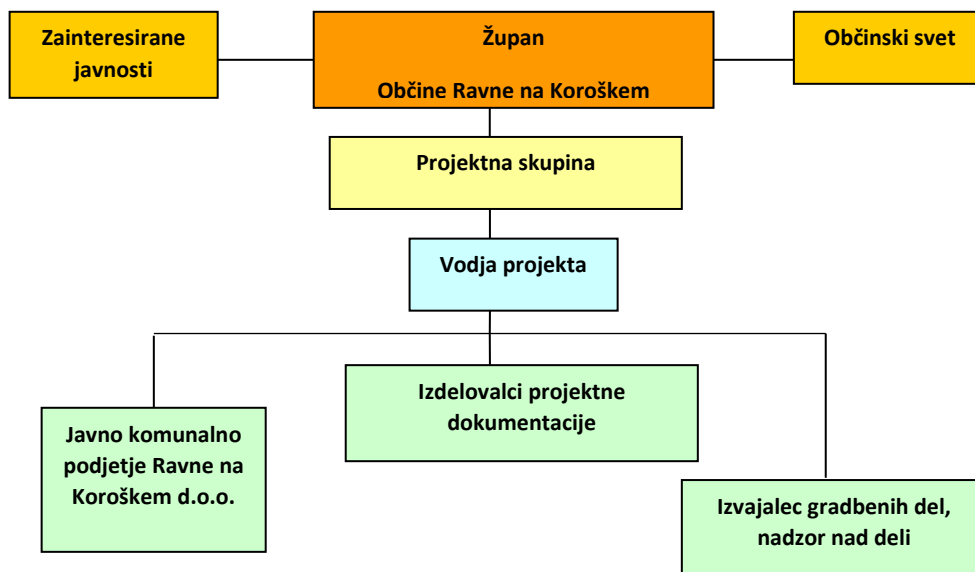 Zainteresirane
javnosti
Župan
Občine Ravne na Koroškem
Občinski svet
Projektna skupina
Vodja projekta
Izdelovalci projektne
dokumentacije
Javno komunalno
podjetje Ravne na
Koroškem d.o.o.
Izvajalec gradbenih del,
nadzor nad deli